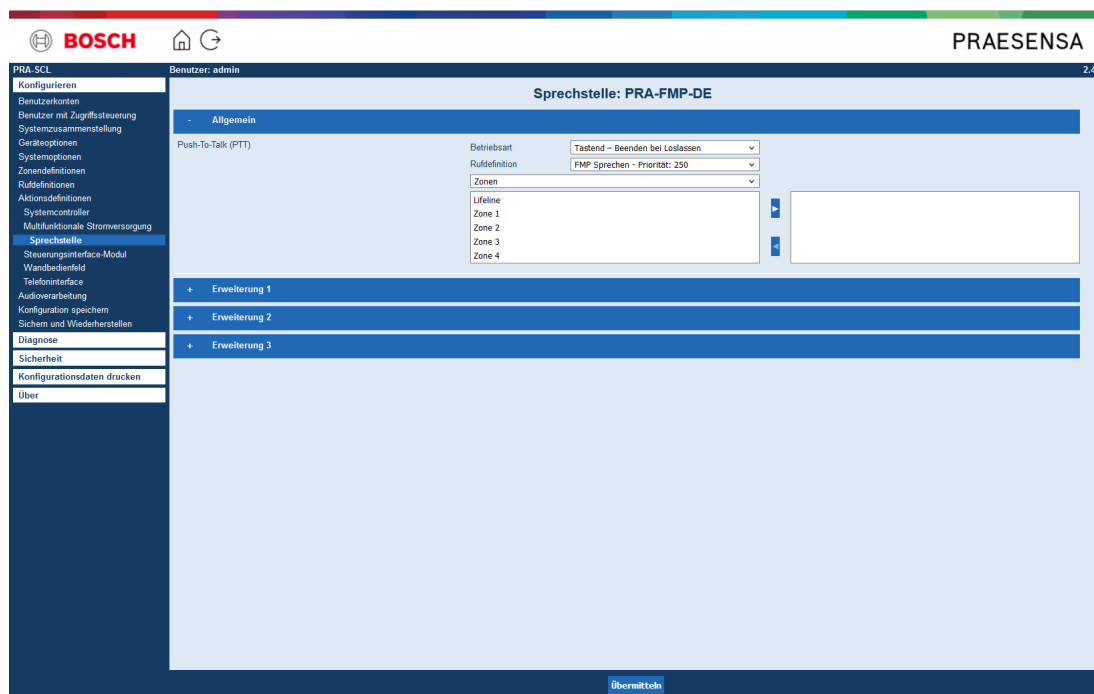 BOSCH
PRAESENSA
PRA-SCL
Benutzer: admin
2.4
Konfigurieren
Benutzerkonten
Benutzer mit Zugriffssteuerung
Systemzusammenstellung
Geräteoptionen
Systemoptionen
Zonendefinitionen
Rufdefinitionen
Aktionsdefinitionen
Systemcontroller
Multifunktionale Stromversorgung
Sprechstelle
Steuerungsinterface-Modul
Wandbedienfeld
Telefoninterface
Audioverarbeitung
Konfiguration speichern
Sichern und Wiederherstellen
Diagnose
Sicherheit
Konfigurationsdaten drucken
Über
Sprechstelle: PRA-FMP-DE
- Allgemein
Push-To-Talk (PTT)
Betriebsart Tastend – Beenden bei Loslassen
Rufdefinition FMP Sprechen - Priorität: 250
Zonen
Lifeline
Zone 1
Zone 2
Zone 3
Zone 4
+ Erweiterung 1
+ Erweiterung 2
+ Erweiterung 3
Übermitteln